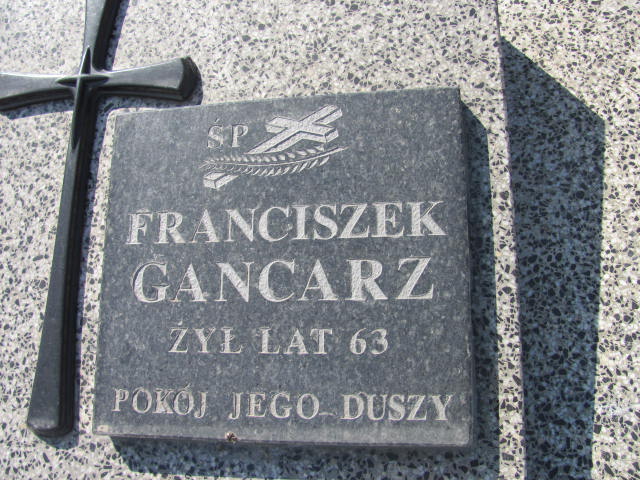 ŚP
FRANCISZEK
GANCARZ
ŻYŁ LAT 63
POKÓJ JEGO DUSZY